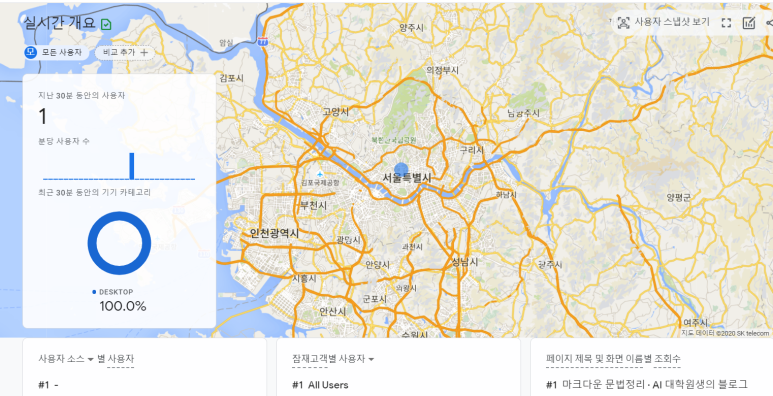 실시간 개요
사용자 스냅샷 보기
모 모든 사용자 비교 추가 +
지난 30분 동안의 사용자
1
분당 사용자 수
최근 30분 동안의 기기 카테고리
DESKTOP
100.0%
양주시
의정부시
김포시
고양시
남양주시
북한산국립공원
구리시
서울특별시
김포국제공항
하남시
양평군
부천시
인천광역시
광명시
과천시
안양시
성남시
광주시
시흥시
의왕시
군포시
안산시
수원시
여주시
지도 데이터 ©2020 SK telecom
사용자 소스 별 사용자
#1 -
잠재고객별 사용자
#1 All Users
페이지 제목 및 화면 이름별 조회수
#1 마크다운 문법정리 · AI 대학원생의 블로그